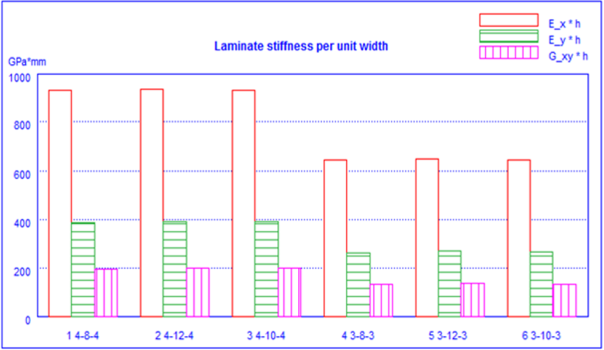 E_x * h
E_y * h
G_xy * h
Laminate stiffness per unit width
GPa*mm
1000
800
600
400
200
0
1 4-8-4
2 4-12-4
3 4-10-4
4 3-8-3
5 3-12-3
6 3-10-3